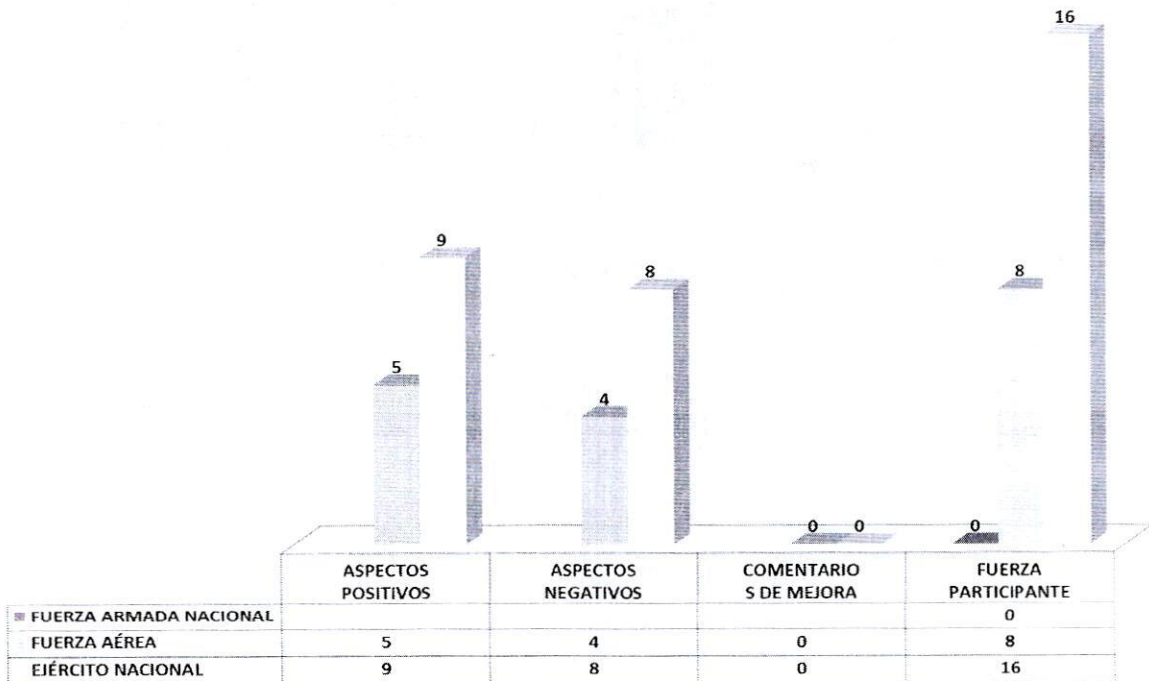 16
9
8
8
5
4
0 0 0
ASPECTOS POSITIVOS ASPECTOS NEGATIVOS COMENTARIO S DE MEJORA FUERZA PARTICIPANTE
FUERZA ARMADA NACIONAL 0
FUERZA AÉREA 5 4 0 8
EJÉRCITO NACIONAL 9 8 0 16